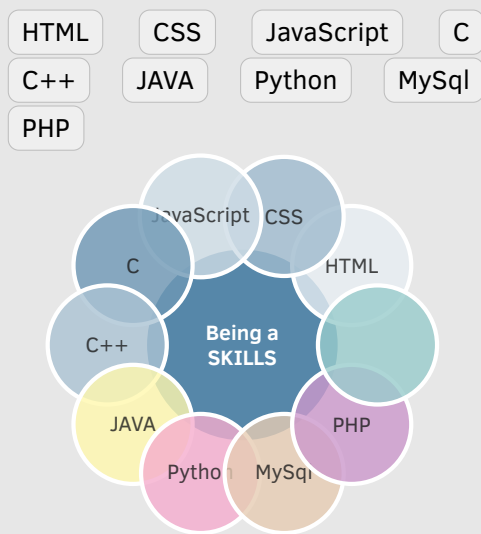 HTML CSS JavaScript C
C++ JAVA Python MySql
PHP
JavaScript CSS
C HTML
Being a
SKILLS
C++
JAVA PHP
Python MySql